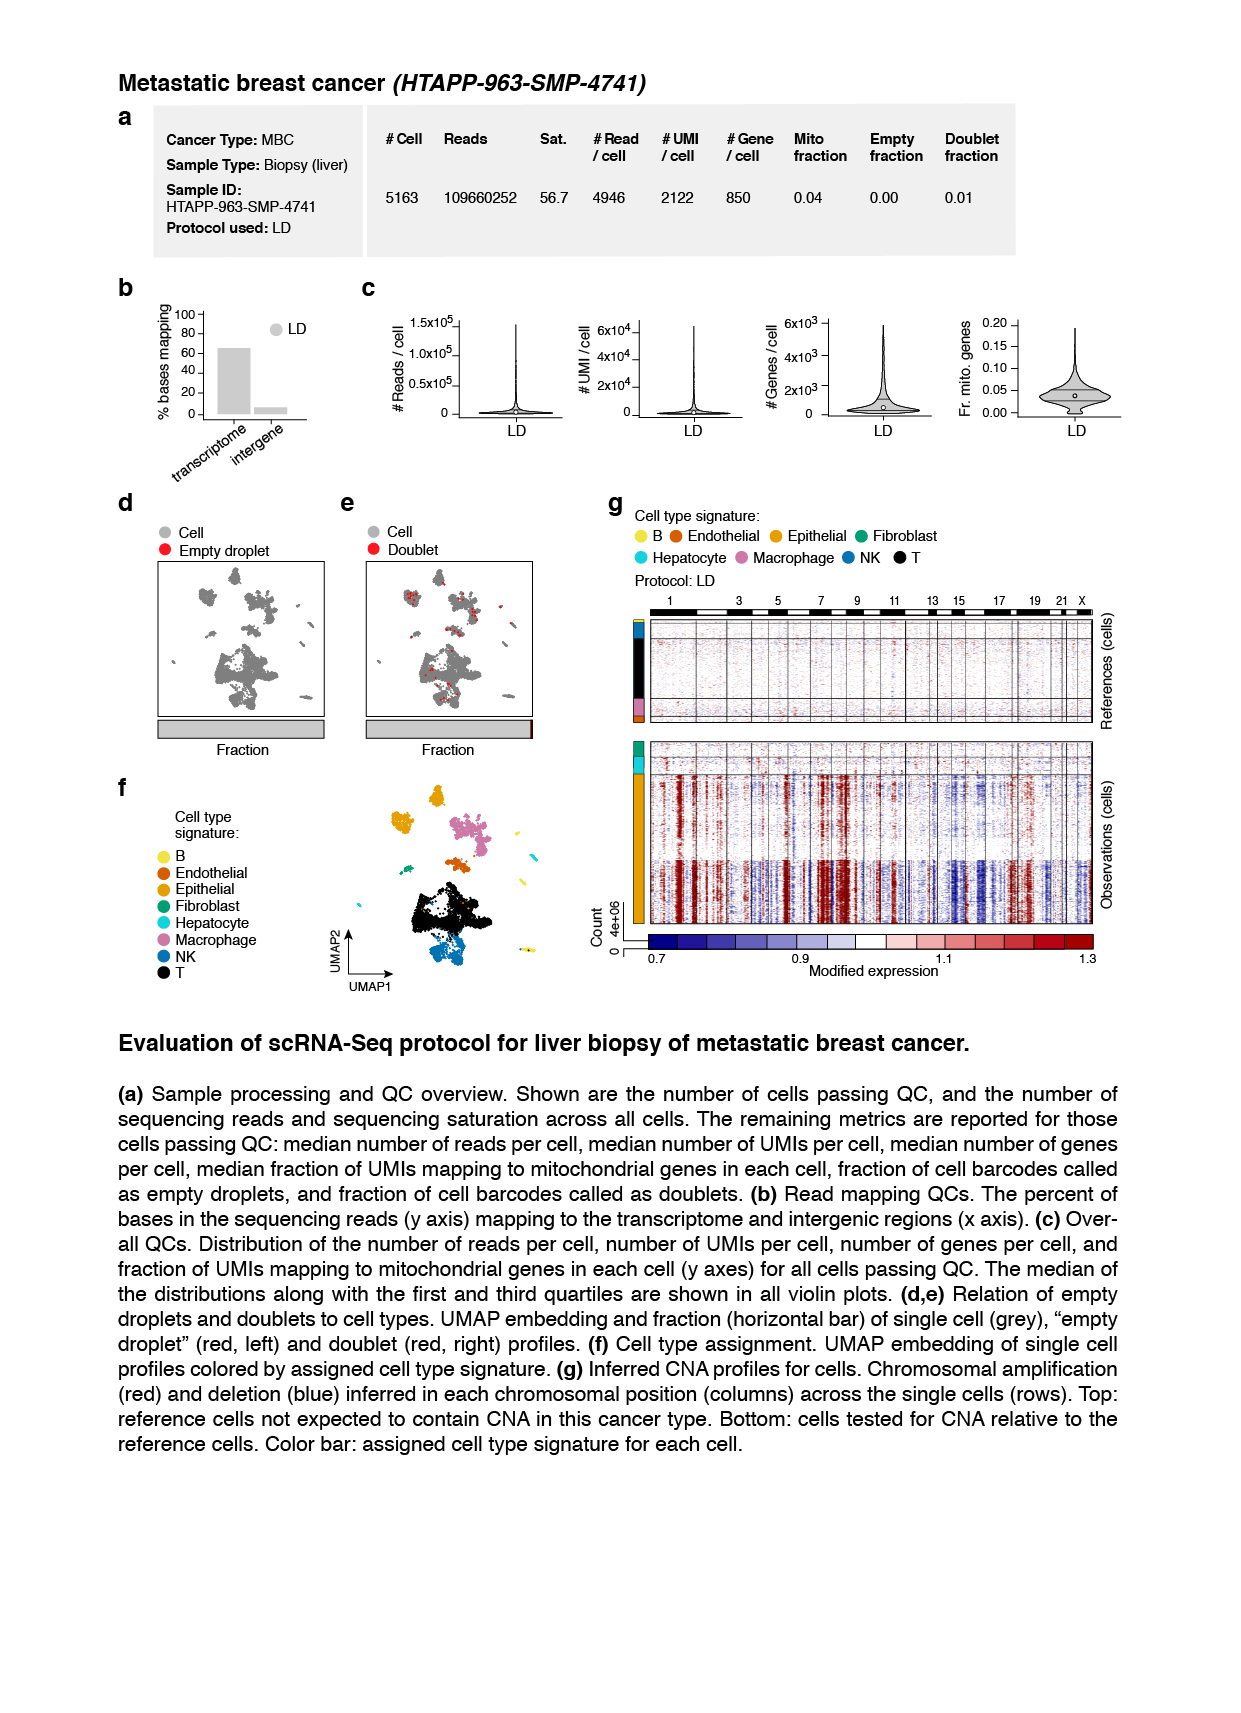 Metastatic breast cancer (HTAPP-963-SMP-4741)
a
Cancer Type: MBC
Sample Type: Biopsy (liver)
Sample ID:
HTAPP-963-SMP-4741
Protocol used: LD
# Cell Reads Sat. # Read / cell # UMI / cell # Gene / cell Mito fraction Empty fraction Doublet fraction
5163 109660252 56.7 4946 2122 850 0.04 0.00 0.01
b
% bases mapping
100
80
60
40
20
0
LD
transcriptome
intergene
c
# Reads / cell
1.5x10⁵
1.0x10⁵
0.5x10⁵
0
LD
# UMI / cell
6x10⁴
4x10⁴
2x10⁴
0
LD
# Genes / cell
6x10³
4x10³
2x10³
0
LD
Fr. mito. genes
0.20
0.15
0.10
0.05
0.00
LD
d
Cell
Empty droplet
Fraction
e
Cell
Doublet
Fraction
f
Cell type
signature:
B
Endothelial
Epithelial
Fibroblast
Hepatocyte
Macrophage
NK
T
UMAP2
UMAP1
g
Cell type signature:
B Endothelial Epithelial Fibroblast
Hepatocyte Macrophage NK T
Protocol: LD
1 3 5 7 9 11 13 15 17 19 21 X
References (cells)
Observations (cells)
Count
0 4e+06
0.7 0.9 1.1 1.3
Modified expression
Evaluation of scRNA-Seq protocol for liver biopsy of metastatic breast cancer.
(a) Sample processing and QC overview. Shown are the number of cells passing QC, and the number of
sequencing reads and sequencing saturation across all cells. The remaining metrics are reported for those
cells passing QC: median number of reads per cell, median number of UMIs per cell, median number of genes
per cell, median fraction of UMIs mapping to mitochondrial genes in each cell, fraction of cell barcodes called
as empty droplets, and fraction of cell barcodes called as doublets. (b) Read mapping QCs. The percent of
bases in the sequencing reads (y axis) mapping to the transcriptome and intergenic regions (x axis). (c) Over-
all QCs. Distribution of the number of reads per cell, number of UMIs per cell, number of genes per cell, and
fraction of UMIs mapping to mitochondrial genes in each cell (y axes) for all cells passing QC. The median of
the distributions along with the first and third quartiles are shown in all violin plots. (d,e) Relation of empty
droplets and doublets to cell types. UMAP embedding and fraction (horizontal bar) of single cell (grey), “empty
droplet” (red, left) and doublet (red, right) profiles. (f) Cell type assignment. UMAP embedding of single cell
profiles colored by assigned cell type signature. (g) Inferred CNA profiles for cells. Chromosomal amplification
(red) and deletion (blue) inferred in each chromosomal position (columns) across the single cells (rows). Top:
reference cells not expected to contain CNA in this cancer type. Bottom: cells tested for CNA relative to the
reference cells. Color bar: assigned cell type signature for each cell.